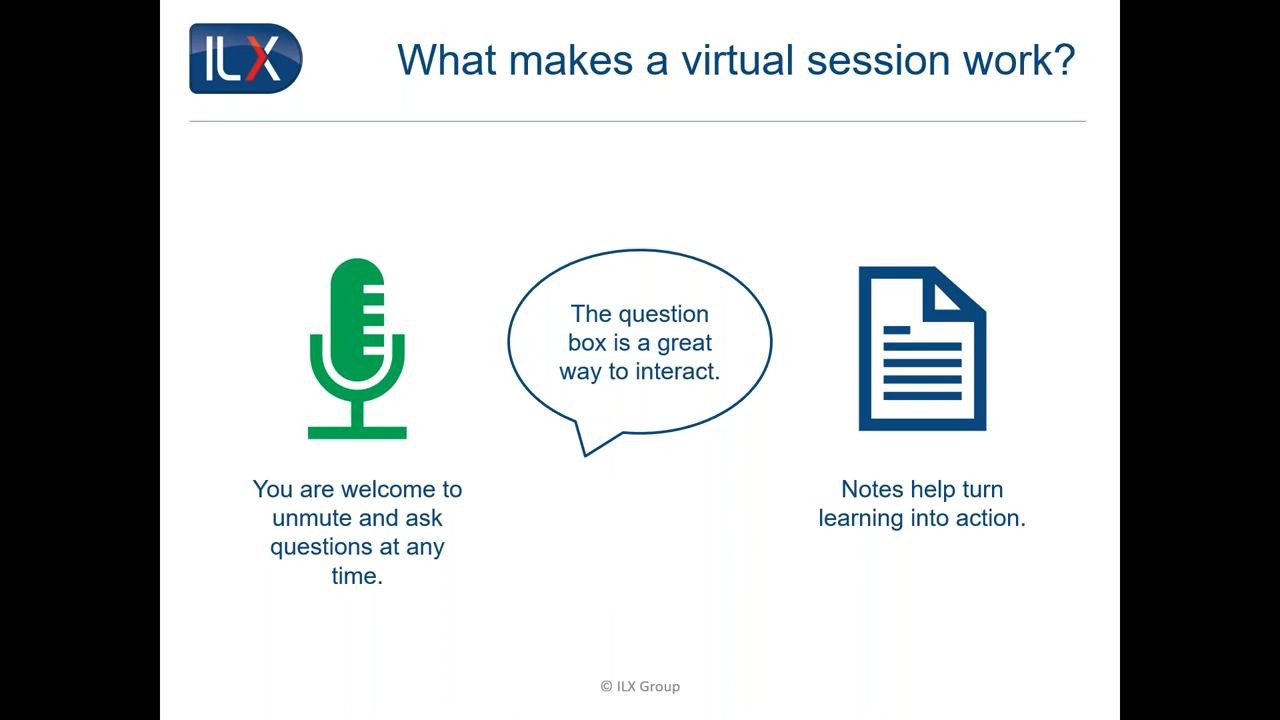 ILX
What makes a virtual session work?
The question
box is a great
way to interact.
You are welcome to
unmute and ask
questions at any
time.
Notes help turn
learning into action.
© ILX Group